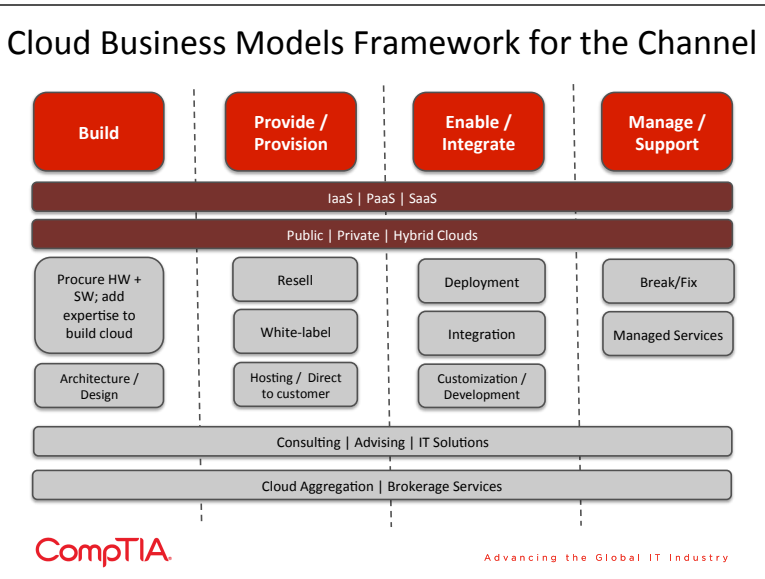 Cloud Business Models Framework for the Channel
Build
Provide /
Provision
Enable /
Integrate
Manage /
Support
IaaS | PaaS | SaaS
Public | Private | Hybrid Clouds
Procure HW +
SW; add
expertise to
build cloud
Architecture /
Design
Resell
White-label
Hosting / Direct
to customer
Deployment
Integration
Customization /
Development
Break/Fix
Managed Services
Consulting | Advising | IT Solutions
Cloud Aggregation | Brokerage Services
CompTIA.
Advancing the Global IT Industry